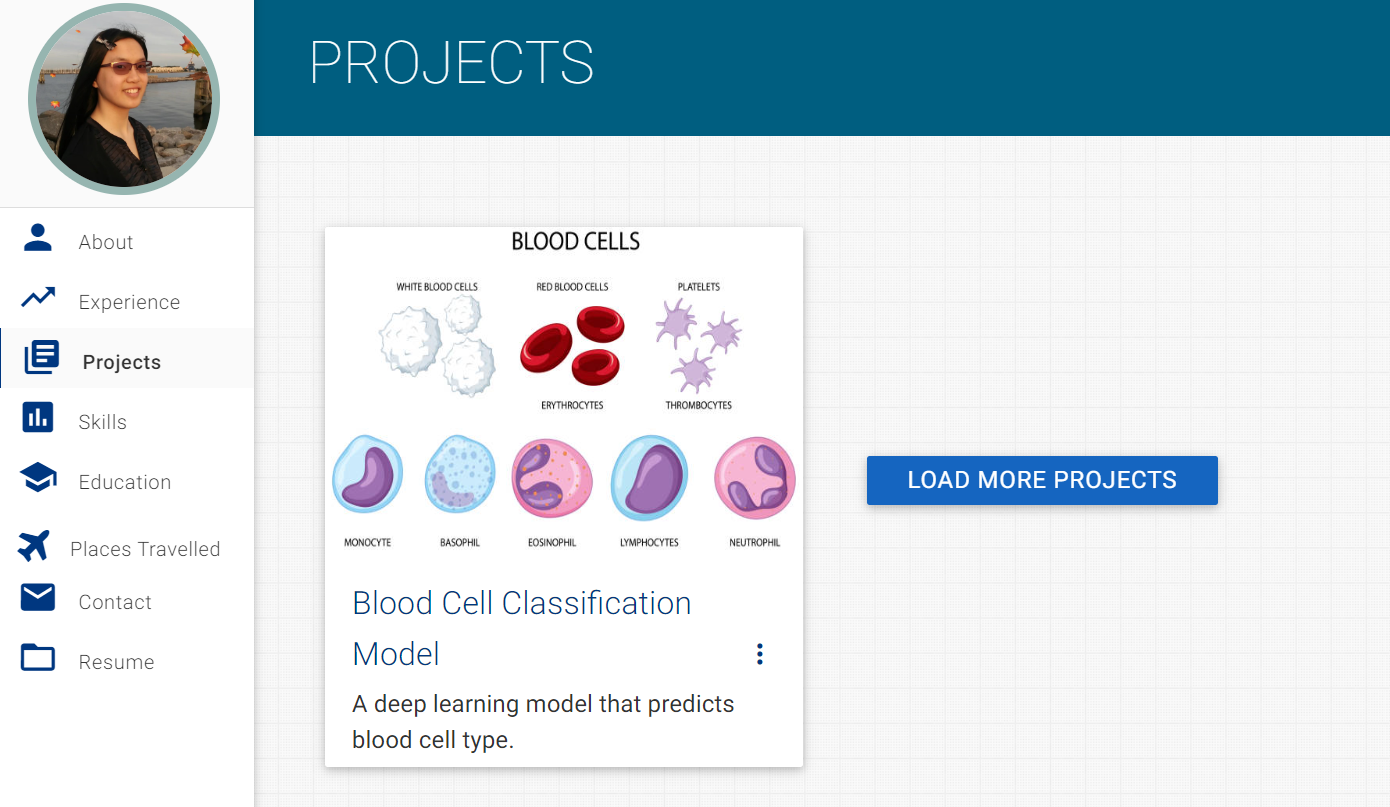 PROJECTS
About
Experience
Projects
Skills
Education
Places Travelled
Contact
Resume
BLOOD CELLS
WHITE BLOOD CELLS
RED BLOOD CELLS
PLATELETS
ERYTHROCYTES
THROMBOCYTES
MONOCYTE
BASOPHIL
EOSINOPHIL
LYMPHOCYTES
NEUTROPHIL
Blood Cell Classification
Model
A deep learning model that predicts
blood cell type.
LOAD MORE PROJECTS